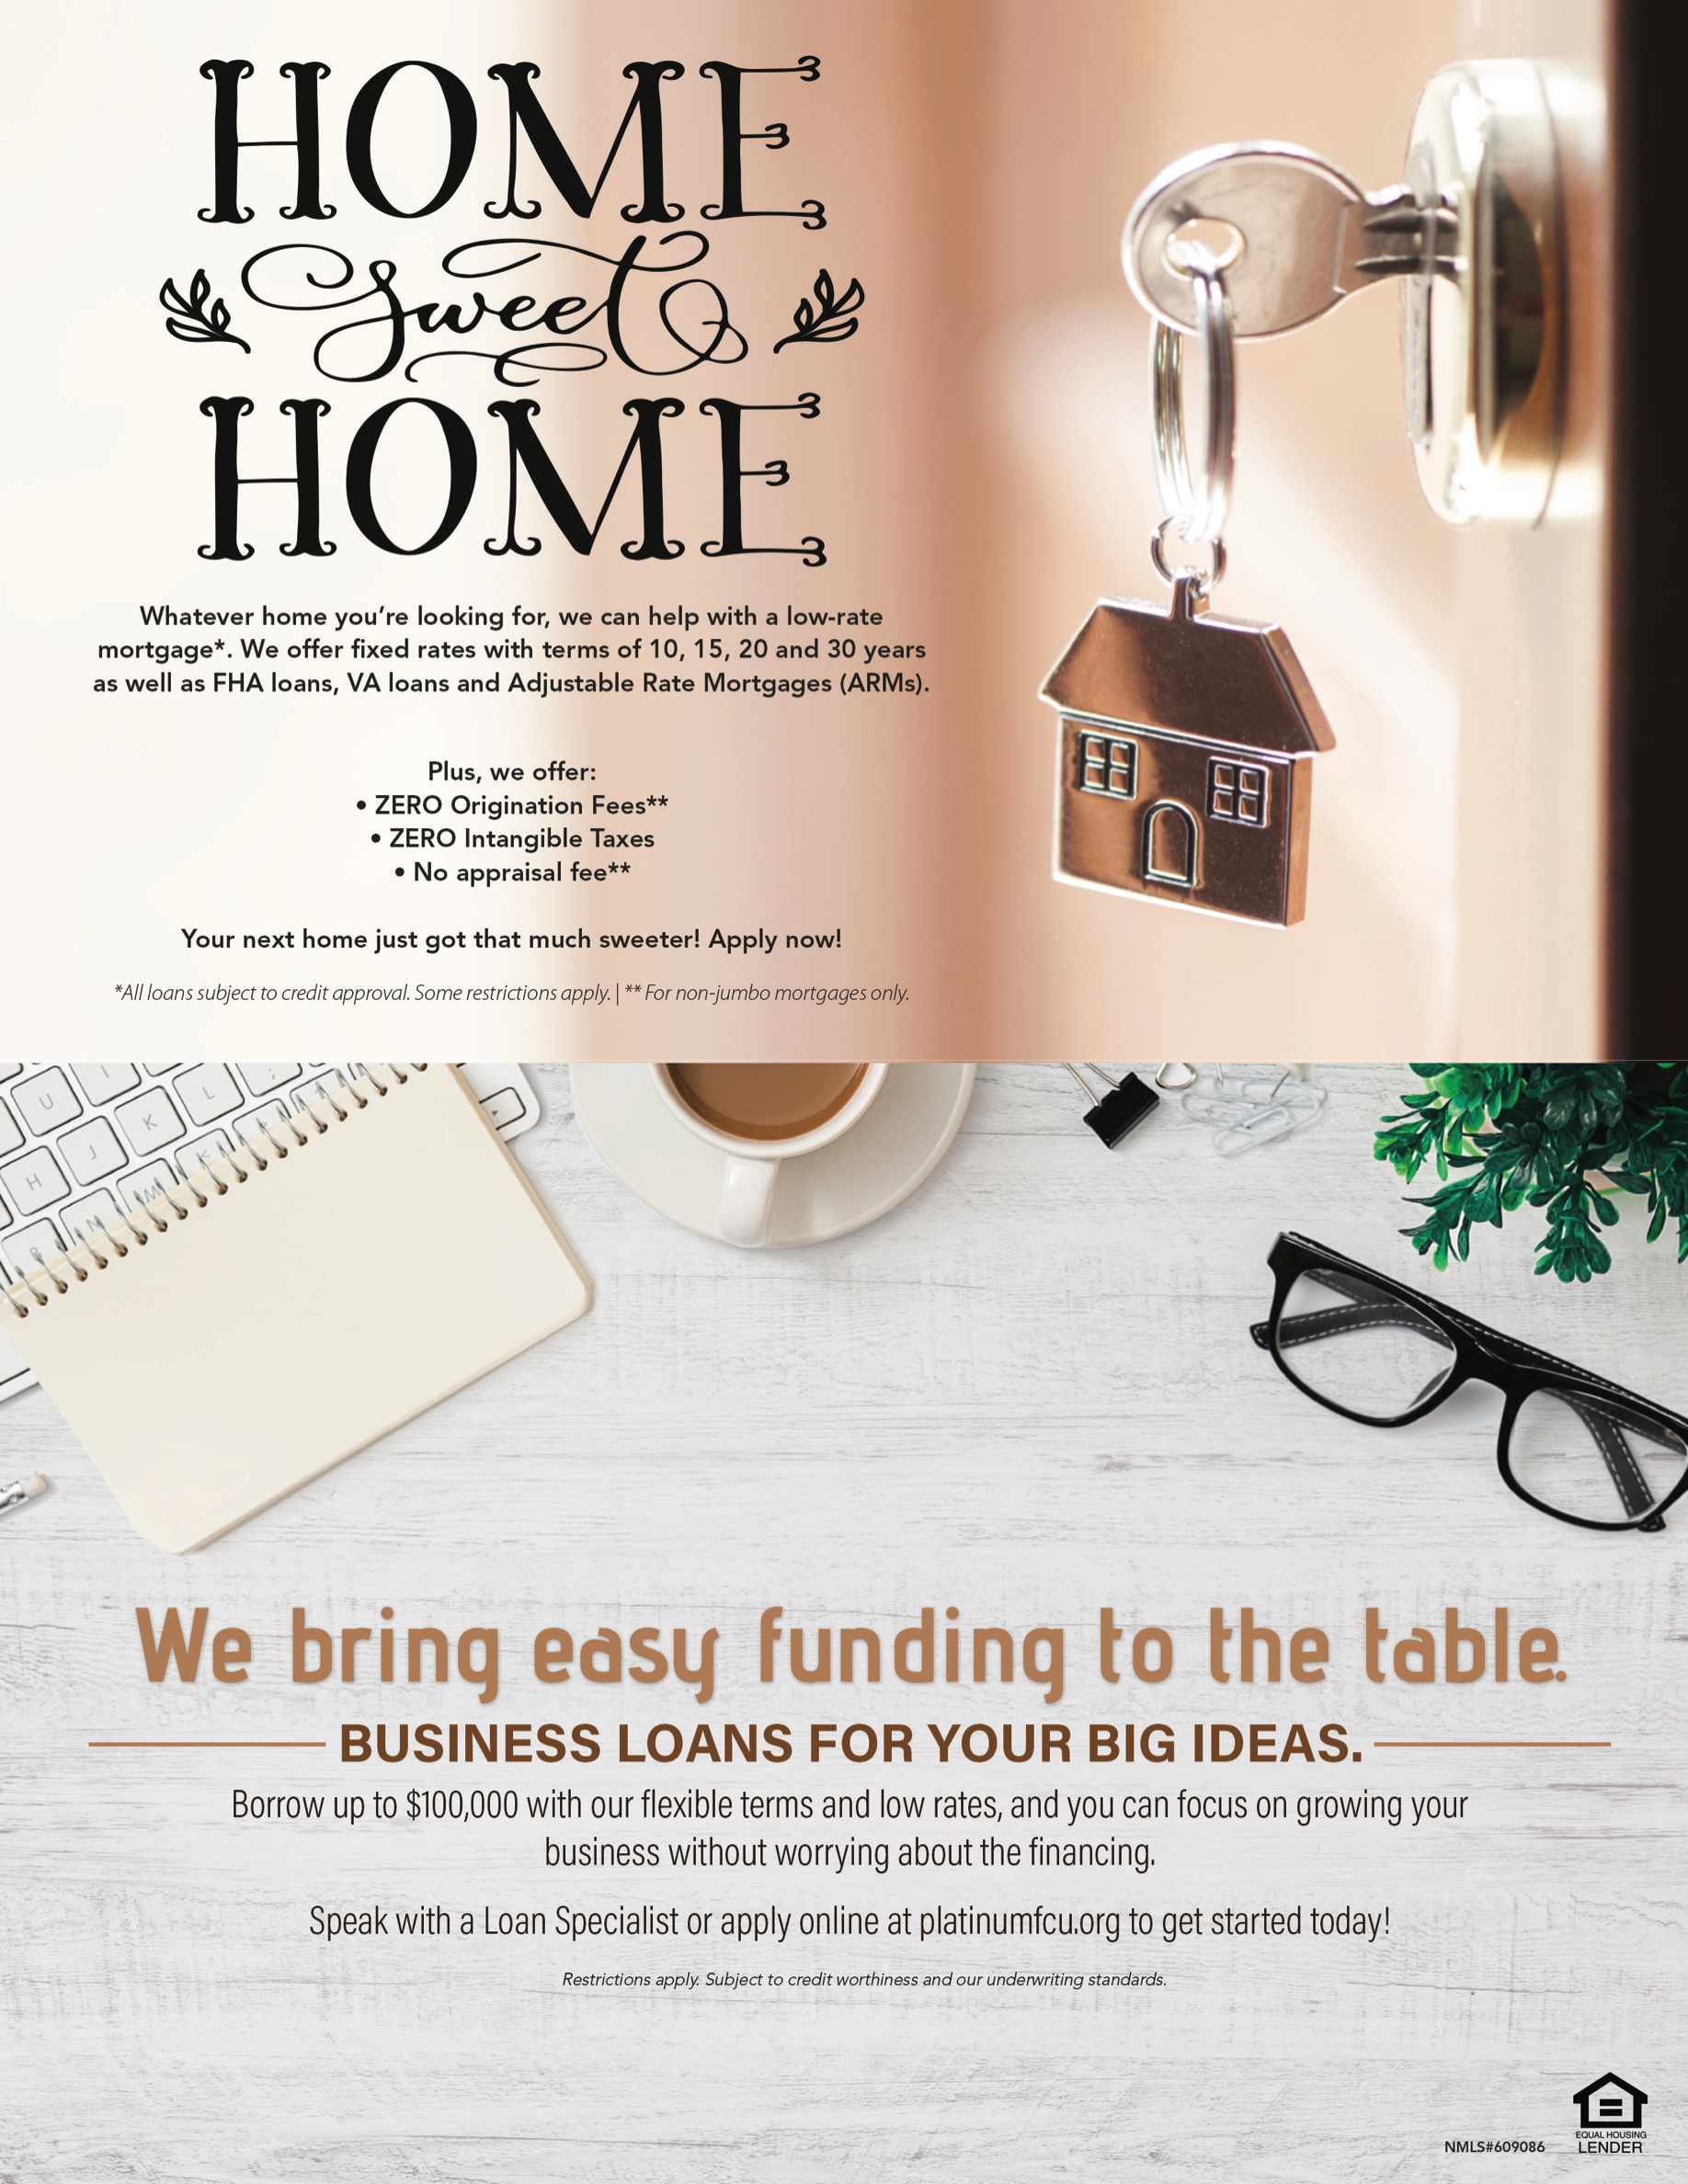 HOME
sweet
HOME
Whatever home you’re looking for, we can help with a low-rate
mortgage*. We offer fixed rates with terms of 10, 15, 20 and 30 years
as well as FHA loans, VA loans and Adjustable Rate Mortgages (ARMs).
Plus, we offer:
• ZERO Origination Fees**
• ZERO Intangible Taxes
• No appraisal fee**
Your next home just got that much sweeter! Apply now!
*All loans subject to credit approval. Some restrictions apply. | ** For non-jumbo mortgages only.
U I
H J K L ;
B N M
We bring easy funding to the table.
BUSINESS LOANS FOR YOUR BIG IDEAS.
Borrow up to $100,000 with our flexible terms and low rates, and you can focus on growing your
business without worrying about the financing.
Speak with a Loan Specialist or apply online at platinumfcu.org to get started today!
Restrictions apply. Subject to credit worthiness and our underwriting standards.
NMLS#609086
EQUAL HOUSING
LENDER